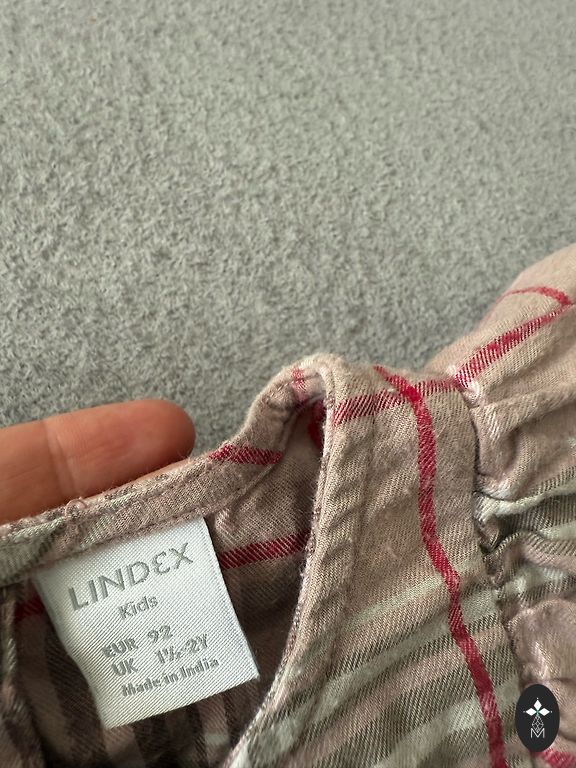 LINDEX
Kids
EUR 92
UK 1½-2Y
Made in India
M